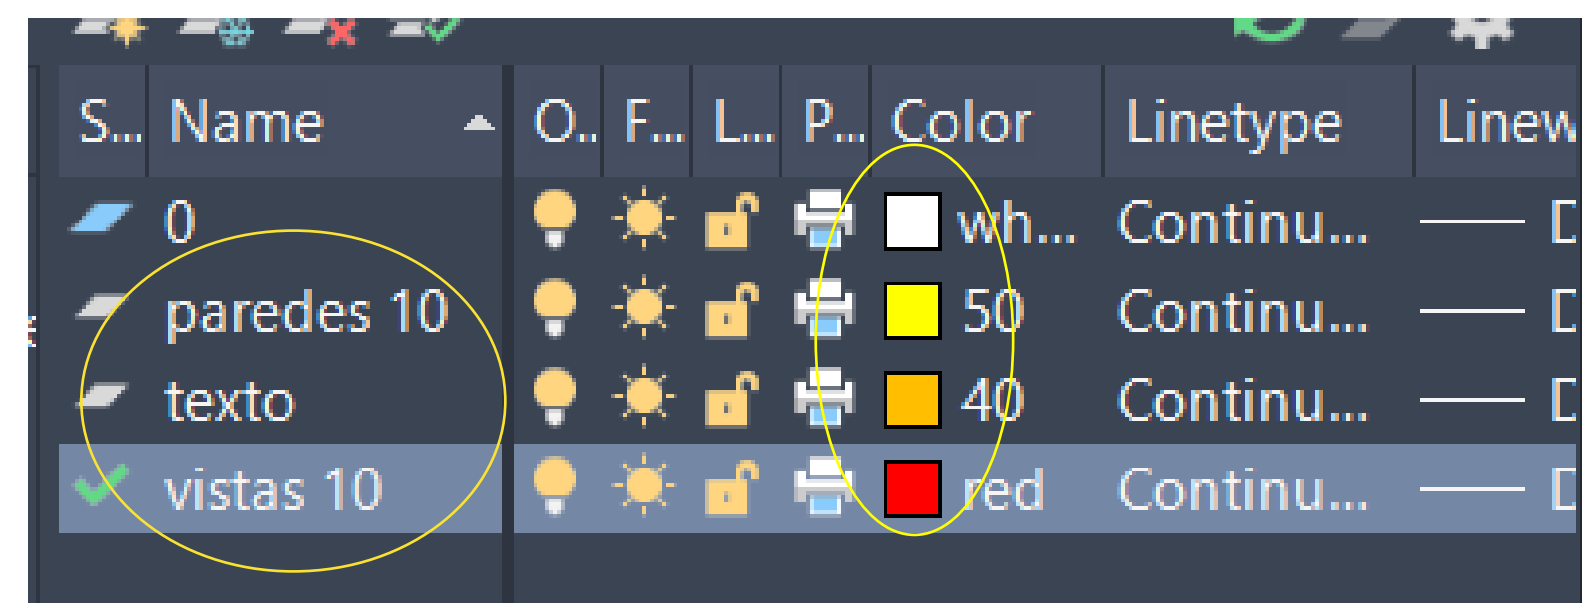 S... Name O.. F... L... P... Color Linetype Linew
0 wh... Continu... D
paredes 10 50 Continu... D
texto 40 Continu... D
vistas 10 red Continu... D